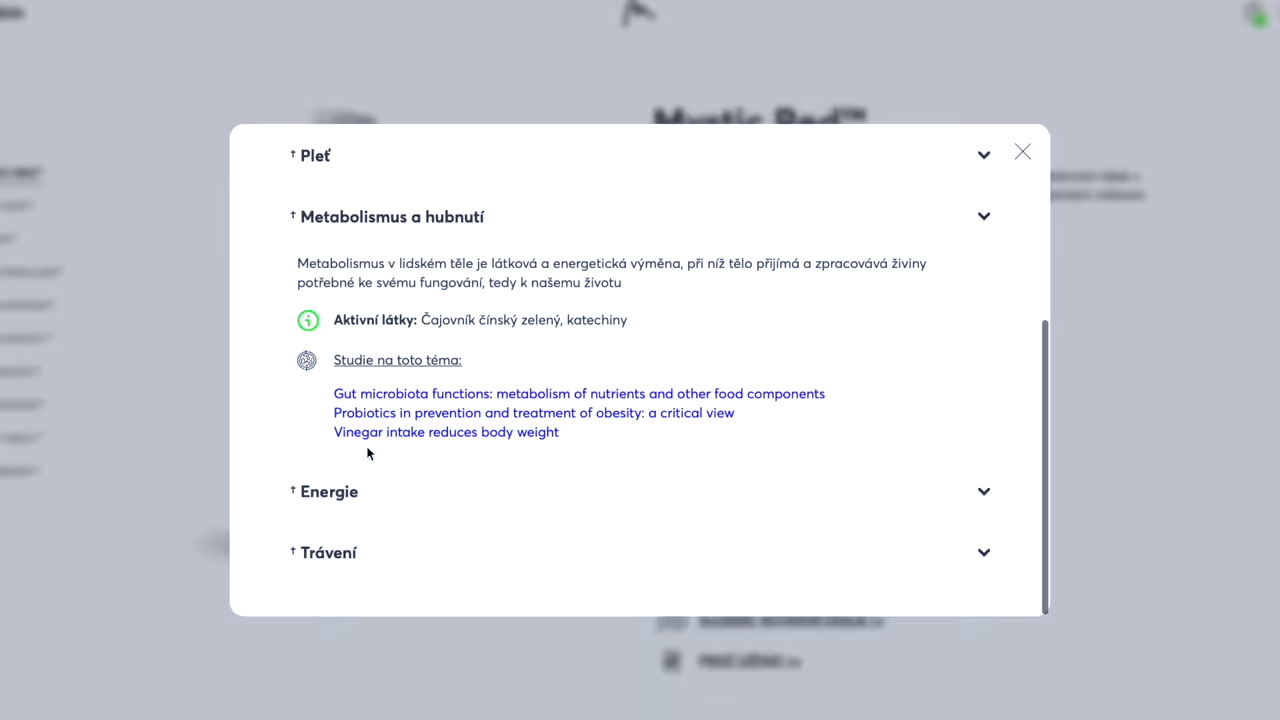 Mystic Red™
† Pleť
† Metabolismus a hubnutí
Metabolismus v lidském těle je látková a energetická výměna, při níž tělo přijímá a zpracovává živiny
potřebné ke svému fungování, tedy k našemu životu
Aktivní látky: Čajovník čínský zelený, katechiny
Studie na toto téma:
Gut microbiota functions: metabolism of nutrients and other food components
Probiotics in prevention and treatment of obesity: a critical view
Vinegar intake reduces body weight
† Energie
† Trávení